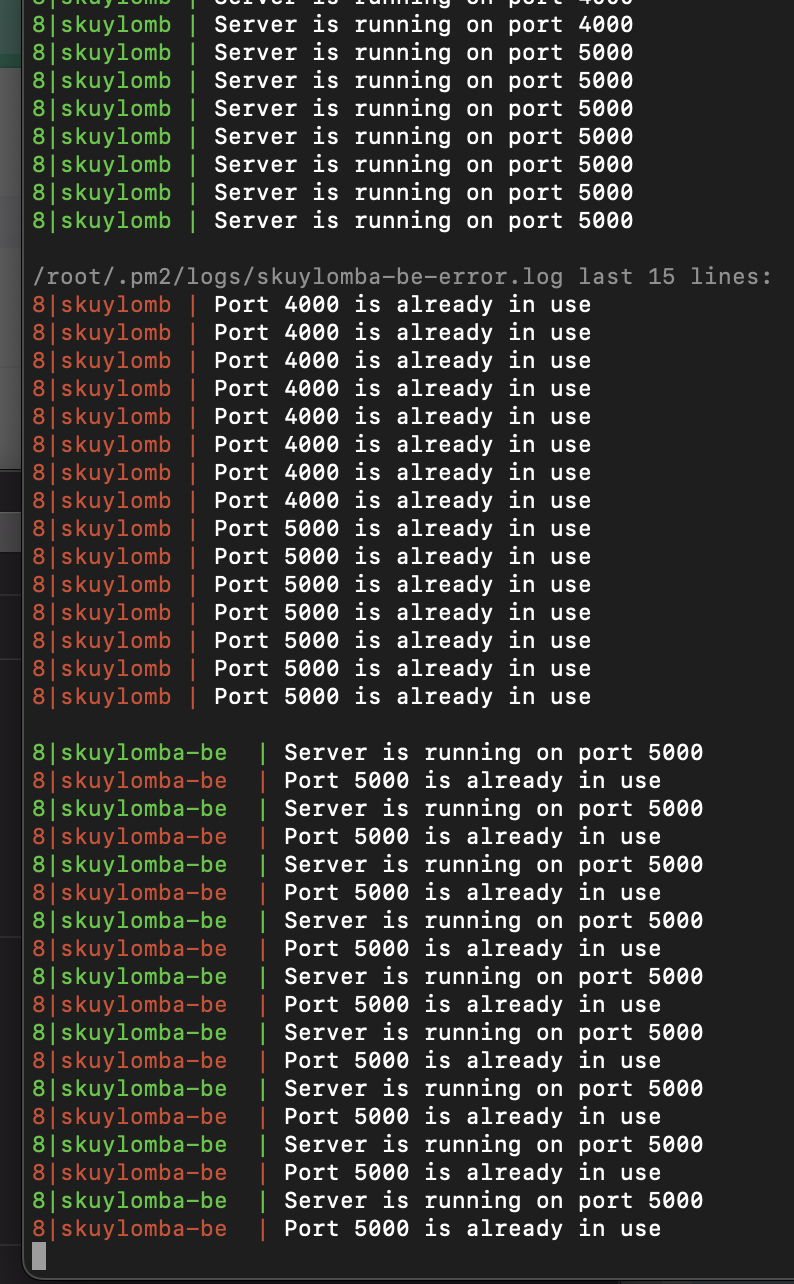 8|skuylomb | Server is running on port 4000
8|skuylomb | Server is running on port 4000
8|skuylomb | Server is running on port 5000
8|skuylomb | Server is running on port 5000
8|skuylomb | Server is running on port 5000
8|skuylomb | Server is running on port 5000
8|skuylomb | Server is running on port 5000
8|skuylomb | Server is running on port 5000
8|skuylomb | Server is running on port 5000
/root/.pm2/logs/skuylomba-be-error.log last 15 lines:
8|skuylomb | Port 4000 is already in use
8|skuylomb | Port 4000 is already in use
8|skuylomb | Port 4000 is already in use
8|skuylomb | Port 4000 is already in use
8|skuylomb | Port 4000 is already in use
8|skuylomb | Port 4000 is already in use
8|skuylomb | Port 4000 is already in use
8|skuylomb | Port 4000 is already in use
8|skuylomb | Port 5000 is already in use
8|skuylomb | Port 5000 is already in use
8|skuylomb | Port 5000 is already in use
8|skuylomb | Port 5000 is already in use
8|skuylomb | Port 5000 is already in use
8|skuylomb | Port 5000 is already in use
8|skuylomb | Port 5000 is already in use
8|skuylomba-be | Server is running on port 5000
8|skuylomba-be | Port 5000 is already in use
8|skuylomba-be | Server is running on port 5000
8|skuylomba-be | Port 5000 is already in use
8|skuylomba-be | Server is running on port 5000
8|skuylomba-be | Port 5000 is already in use
8|skuylomba-be | Server is running on port 5000
8|skuylomba-be | Port 5000 is already in use
8|skuylomba-be | Server is running on port 5000
8|skuylomba-be | Port 5000 is already in use
8|skuylomba-be | Server is running on port 5000
8|skuylomba-be | Port 5000 is already in use
8|skuylomba-be | Server is running on port 5000
8|skuylomba-be | Port 5000 is already in use
8|skuylomba-be | Server is running on port 5000
8|skuylomba-be | Port 5000 is already in use
8|skuylomba-be | Server is running on port 5000
8|skuylomba-be | Port 5000 is already in use